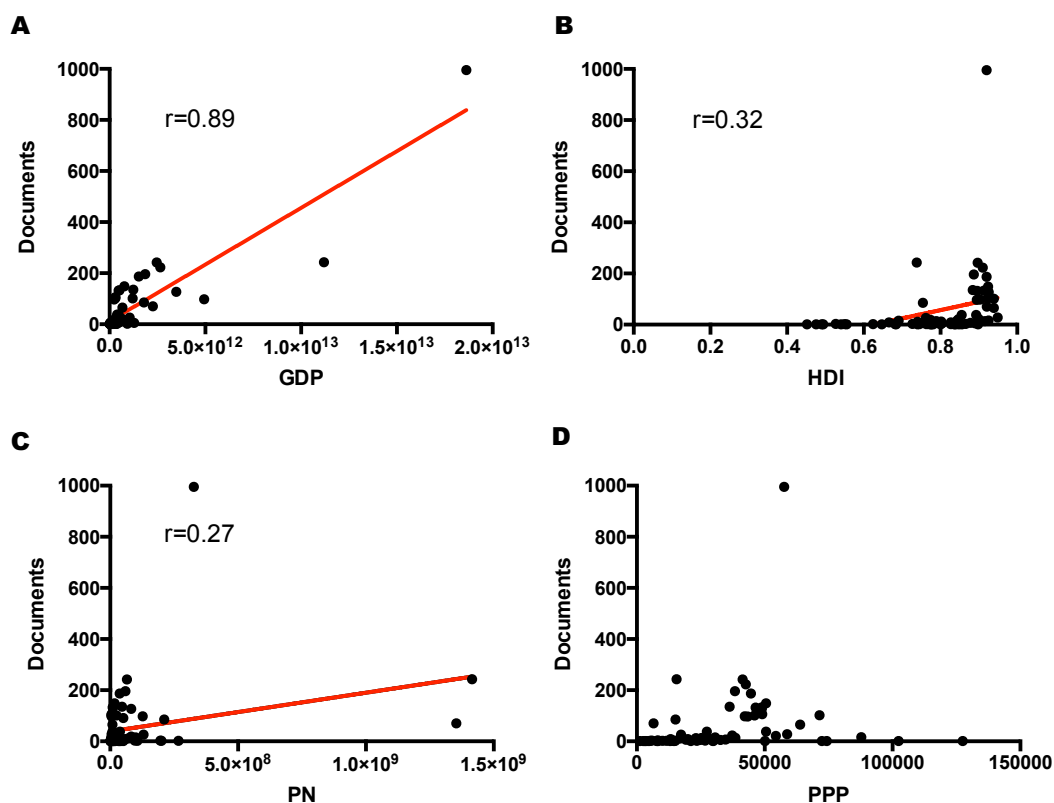 A
1000
800
600
400
200
0
Documents
r=0.89
0.0
5.0×10¹²
1.0×10¹³
1.5×10¹³
2.0×10¹³
GDP
B
1000
800
600
400
200
0
Documents
r=0.32
0.0
0.2
0.4
0.6
0.8
1.0
HDI
C
1000
800
600
400
200
0
Documents
r=0.27
0.0
5.0×10⁸
1.0×10⁹
1.5×10⁹
PN
D
1000
800
600
400
200
0
Documents
0
50000
100000
150000
PPP